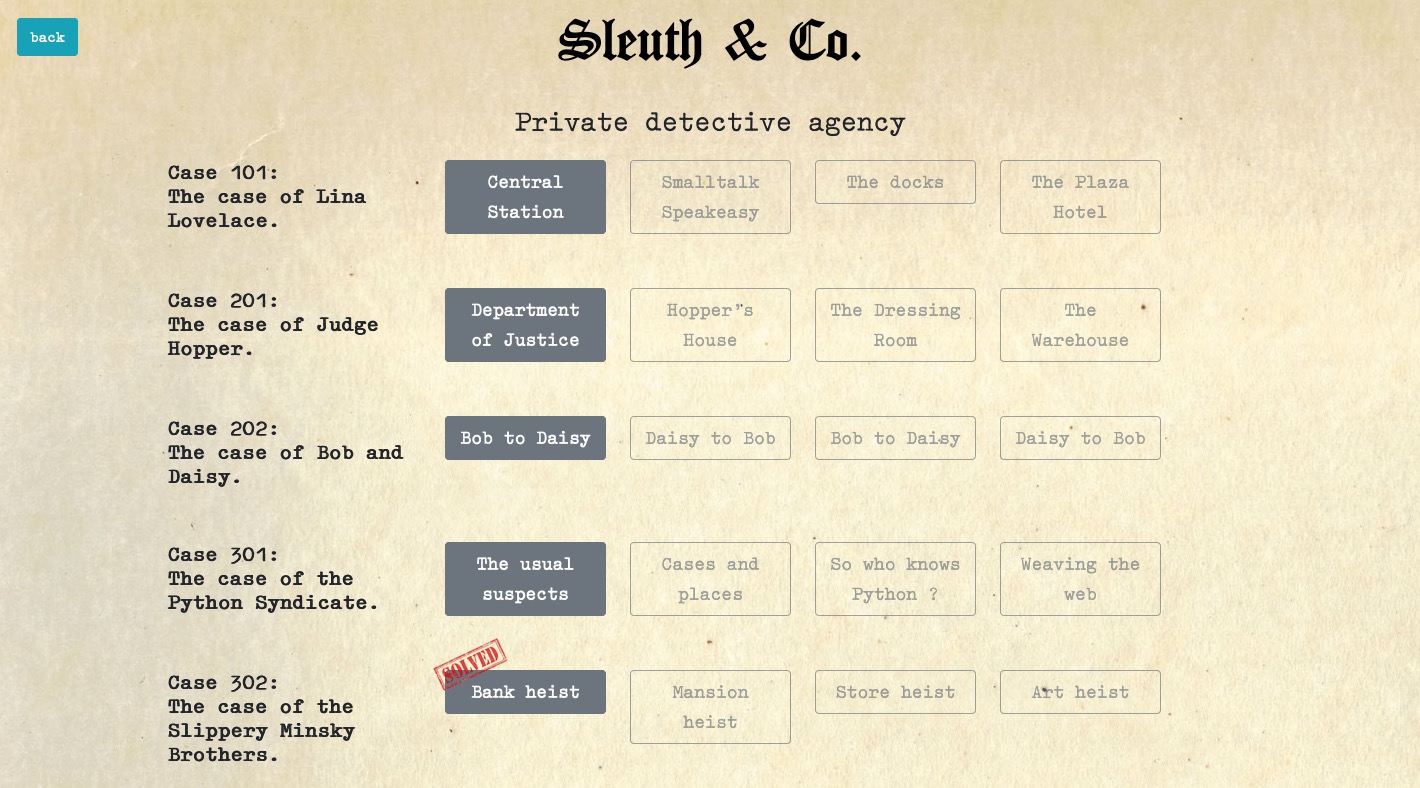 back
Sleuth & Co.
Private detective agency
Case 101:
The case of Lina
Lovelace.
Central
Station
Smalltalk
Speakeasy
The docks
The Plaza
Hotel
Case 201:
The case of Judge
Hopper.
Department
of Justice
Hopper's
House
The Dressing
Room
The
Warehouse
Case 202:
The case of Bob and
Daisy.
Bob to Daisy
Daisy to Bob
Bob to Daisy
Daisy to Bob
Case 301:
The case of the
Python Syndicate.
The usual
suspects
Cases and
places
So who knows
Python ?
Weaving the
web
Case 302:
The case of the
Slippery Minsky
Brothers.
SOLVED
Bank heist
Mansion
heist
Store heist
Art heist